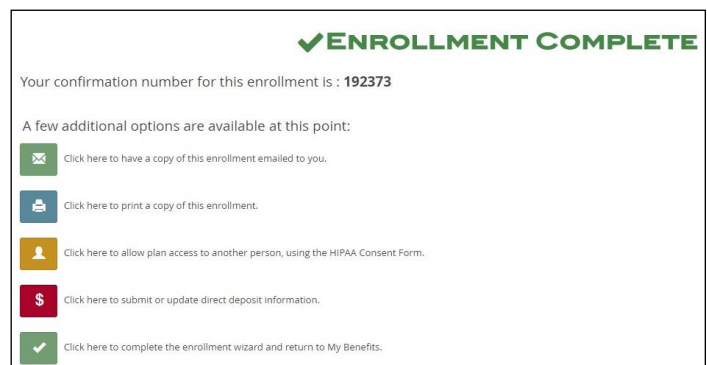 ✔ENROLLMENT COMPLETE
Your confirmation number for this enrollment is : 192373
A few additional options are available at this point:
Click here to have a copy of this enrollment emailed to you.
Click here to print a copy of this enrollment.
Click here to allow plan access to another person, using the HIPAA Consent Form.
$ Click here to submit or update direct deposit information.
Click here to complete the enrollment wizard and return to My Benefits.